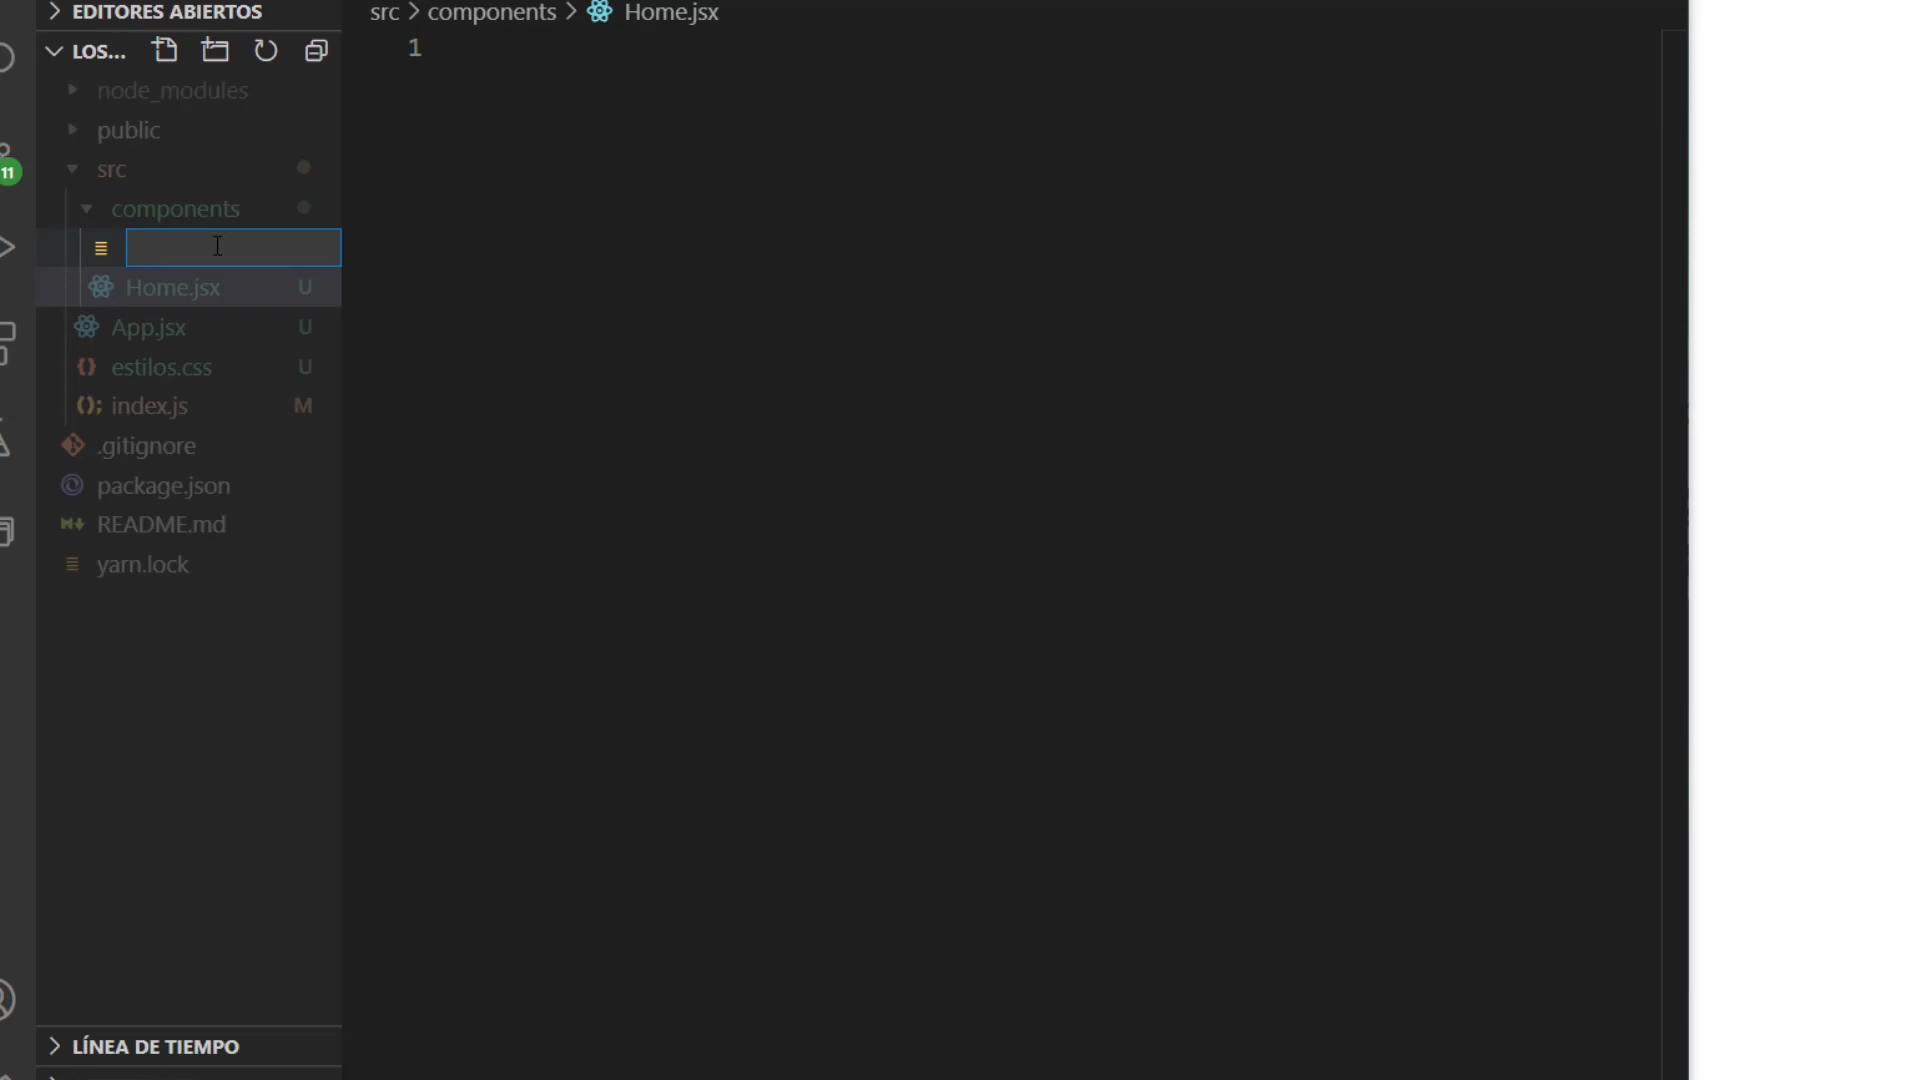 EDITORES ABIERTOS
src > components > Home.jsx
LOS...
1
node_modules
public
src
11
components
Home.jsx U
App.jsx U
estilos.css U
index.js M
.gitignore
package.json
README.md
yarn.lock
LÍNEA DE TIEMPO